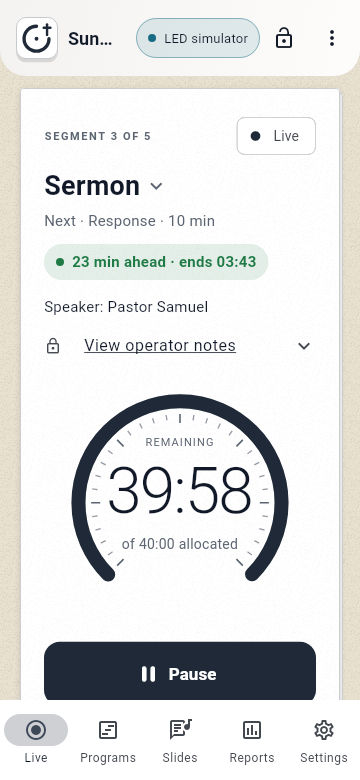 Sun…
LED simulator
SEGMENT 3 OF 5
Live
Sermon
Next · Response · 10 min
23 min ahead · ends 03:43
Speaker: Pastor Samuel
View operator notes
REMAINING
39:58
of 40:00 allocated
Pause
Live
Programs
Slides
Reports
Settings